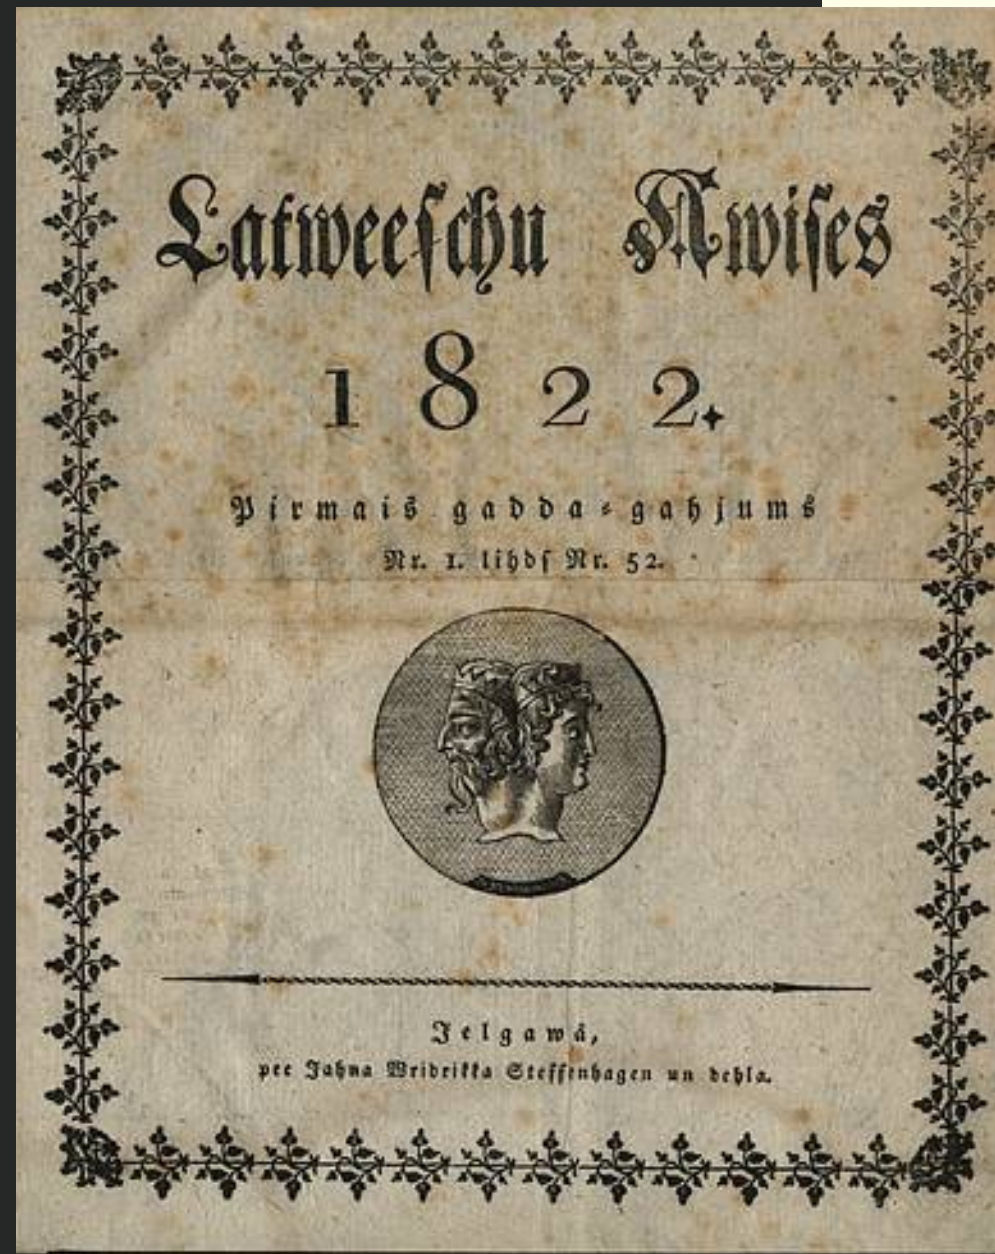 Latweeſchu Awiſes
1822.
Pirmais gadda-gahjums
Nr. 1. lihdſ Nr. 52.
Jelgawâ,
pee Jahna Wridrikka Steffenhagen un dehla.